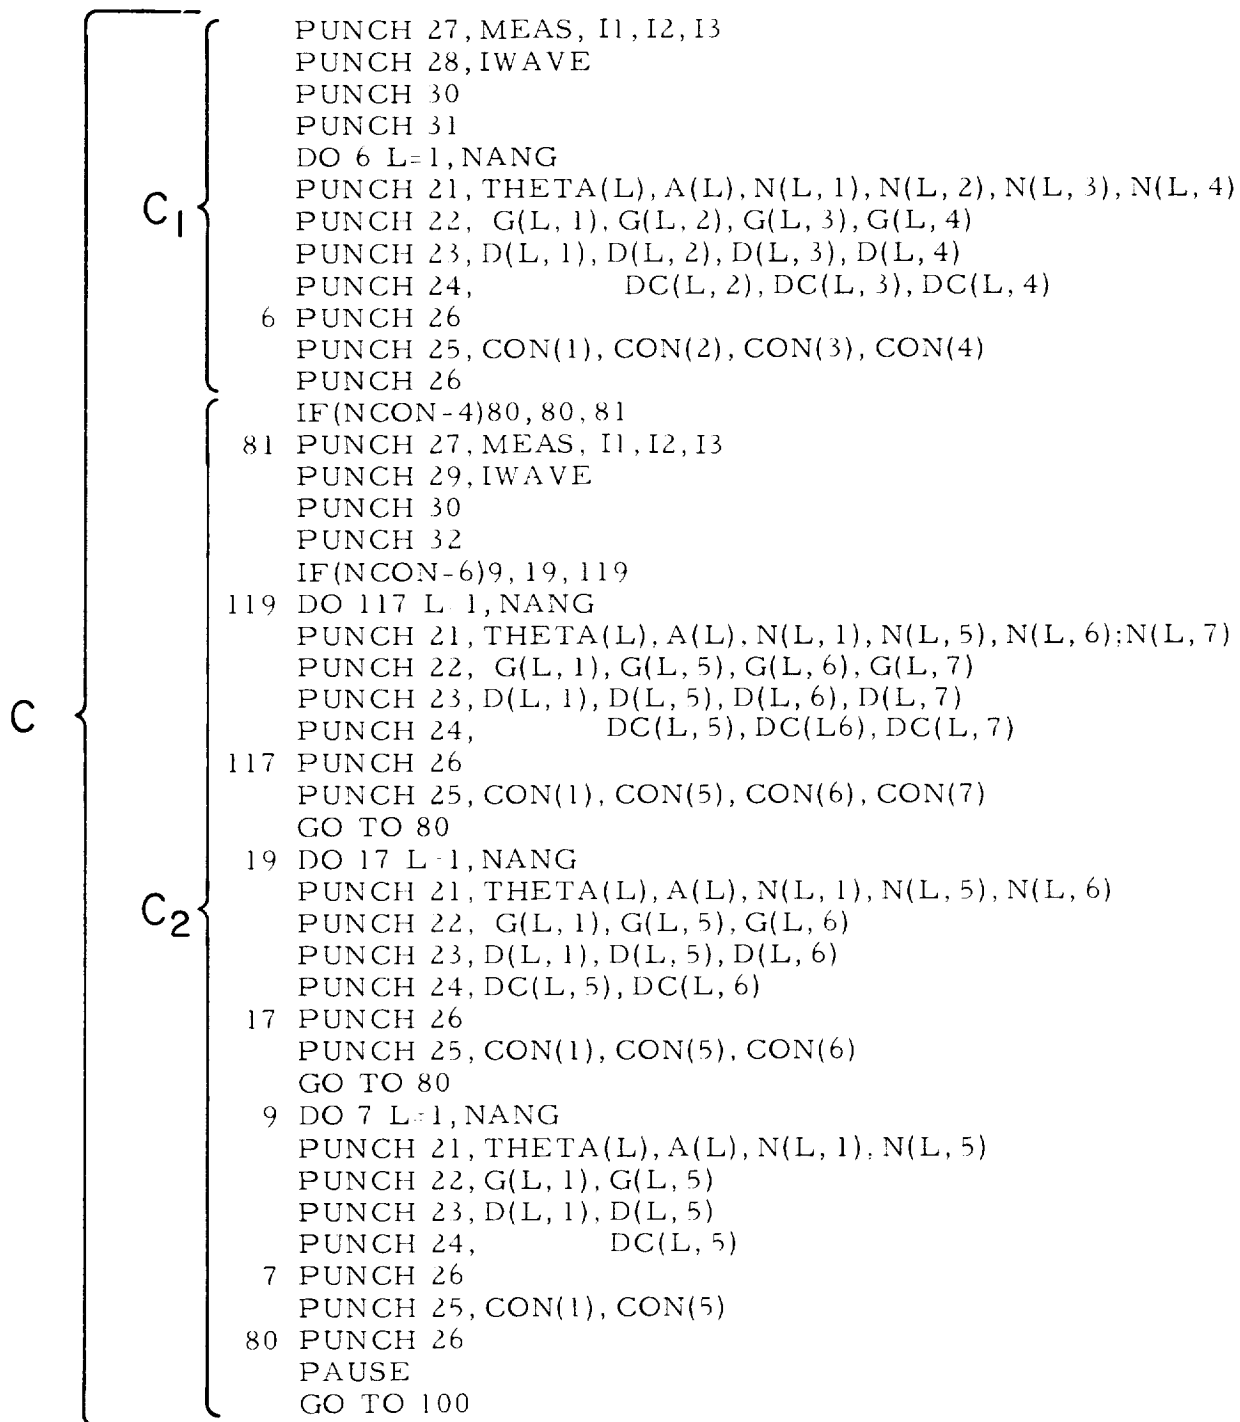 PUNCH 27, MEAS, I1, I2, I3
PUNCH 28, IWAVE
PUNCH 30
PUNCH 31
DO 6 L=1, NANG
C1
PUNCH 21, THETA(L), A(L), N(L, 1), N(L, 2), N(L, 3), N(L, 4)
PUNCH 22, G(L, 1), G(L, 2), G(L, 3), G(L, 4)
PUNCH 23, D(L, 1), D(L, 2), D(L, 3), D(L, 4)
PUNCH 24, DC(L, 2), DC(L, 3), DC(L, 4)
6 PUNCH 26
PUNCH 25, CON(1), CON(2), CON(3), CON(4)
PUNCH 26
IF(NCON-4)80, 80, 81
81 PUNCH 27, MEAS, I1, I2, I3
PUNCH 29, IWAVE
PUNCH 30
PUNCH 32
IF(NCON-6)9, 19, 119
119 DO 117 L 1, NANG
PUNCH 21, THETA(L), A(L), N(L, 1), N(L, 5), N(L, 6);N(L, 7)
PUNCH 22, G(L, 1), G(L, 5), G(L, 6), G(L, 7)
PUNCH 23, D(L, 1), D(L, 5), D(L, 6), D(L, 7)
C
PUNCH 24, DC(L, 5), DC(L6), DC(L, 7)
117 PUNCH 26
PUNCH 25, CON(1), CON(5), CON(6), CON(7)
GO TO 80
19 DO 17 L-1, NANG
C2
PUNCH 21, THETA(L), A(L), N(L, 1), N(L, 5), N(L, 6)
PUNCH 22, G(L, 1), G(L, 5), G(L, 6)
PUNCH 23, D(L, 1), D(L, 5), D(L, 6)
PUNCH 24, DC(L, 5), DC(L, 6)
17 PUNCH 26
PUNCH 25, CON(1), CON(5), CON(6)
GO TO 80
9 DO 7 L=1, NANG
PUNCH 21, THETA(L), A(L), N(L, 1), N(L, 5)
PUNCH 22, G(L, 1), G(L, 5)
PUNCH 23, D(L, 1), D(L, 5)
PUNCH 24, DC(L, 5)
7 PUNCH 26
PUNCH 25, CON(1), CON(5)
80 PUNCH 26
PAUSE
GO TO 100